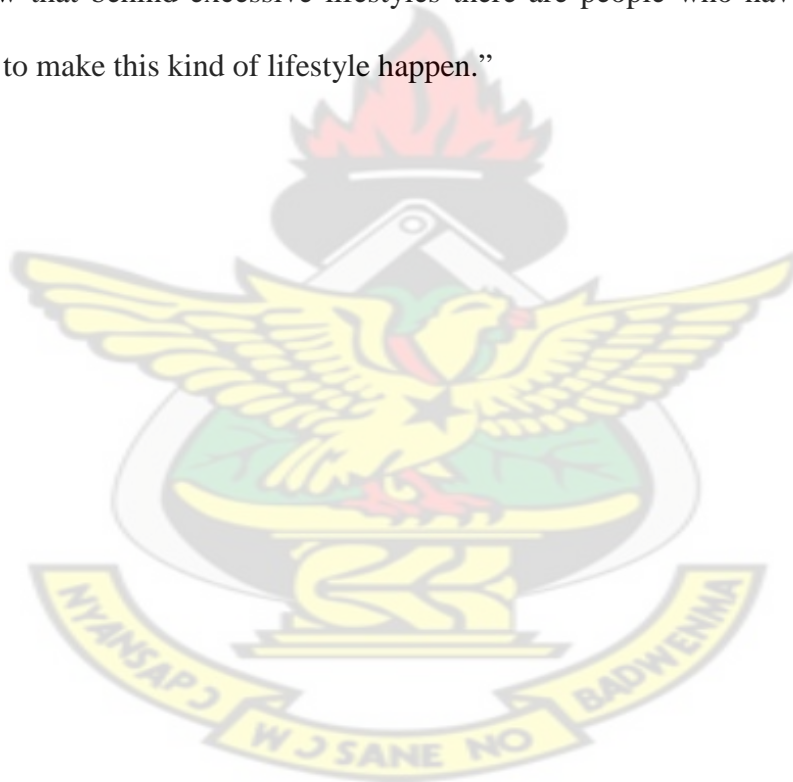 that behind excessive lifestyles there are people who
to make this kind of lifestyle happen.”
NYANSAPƆ
WƆSANE NO
BADWENMA